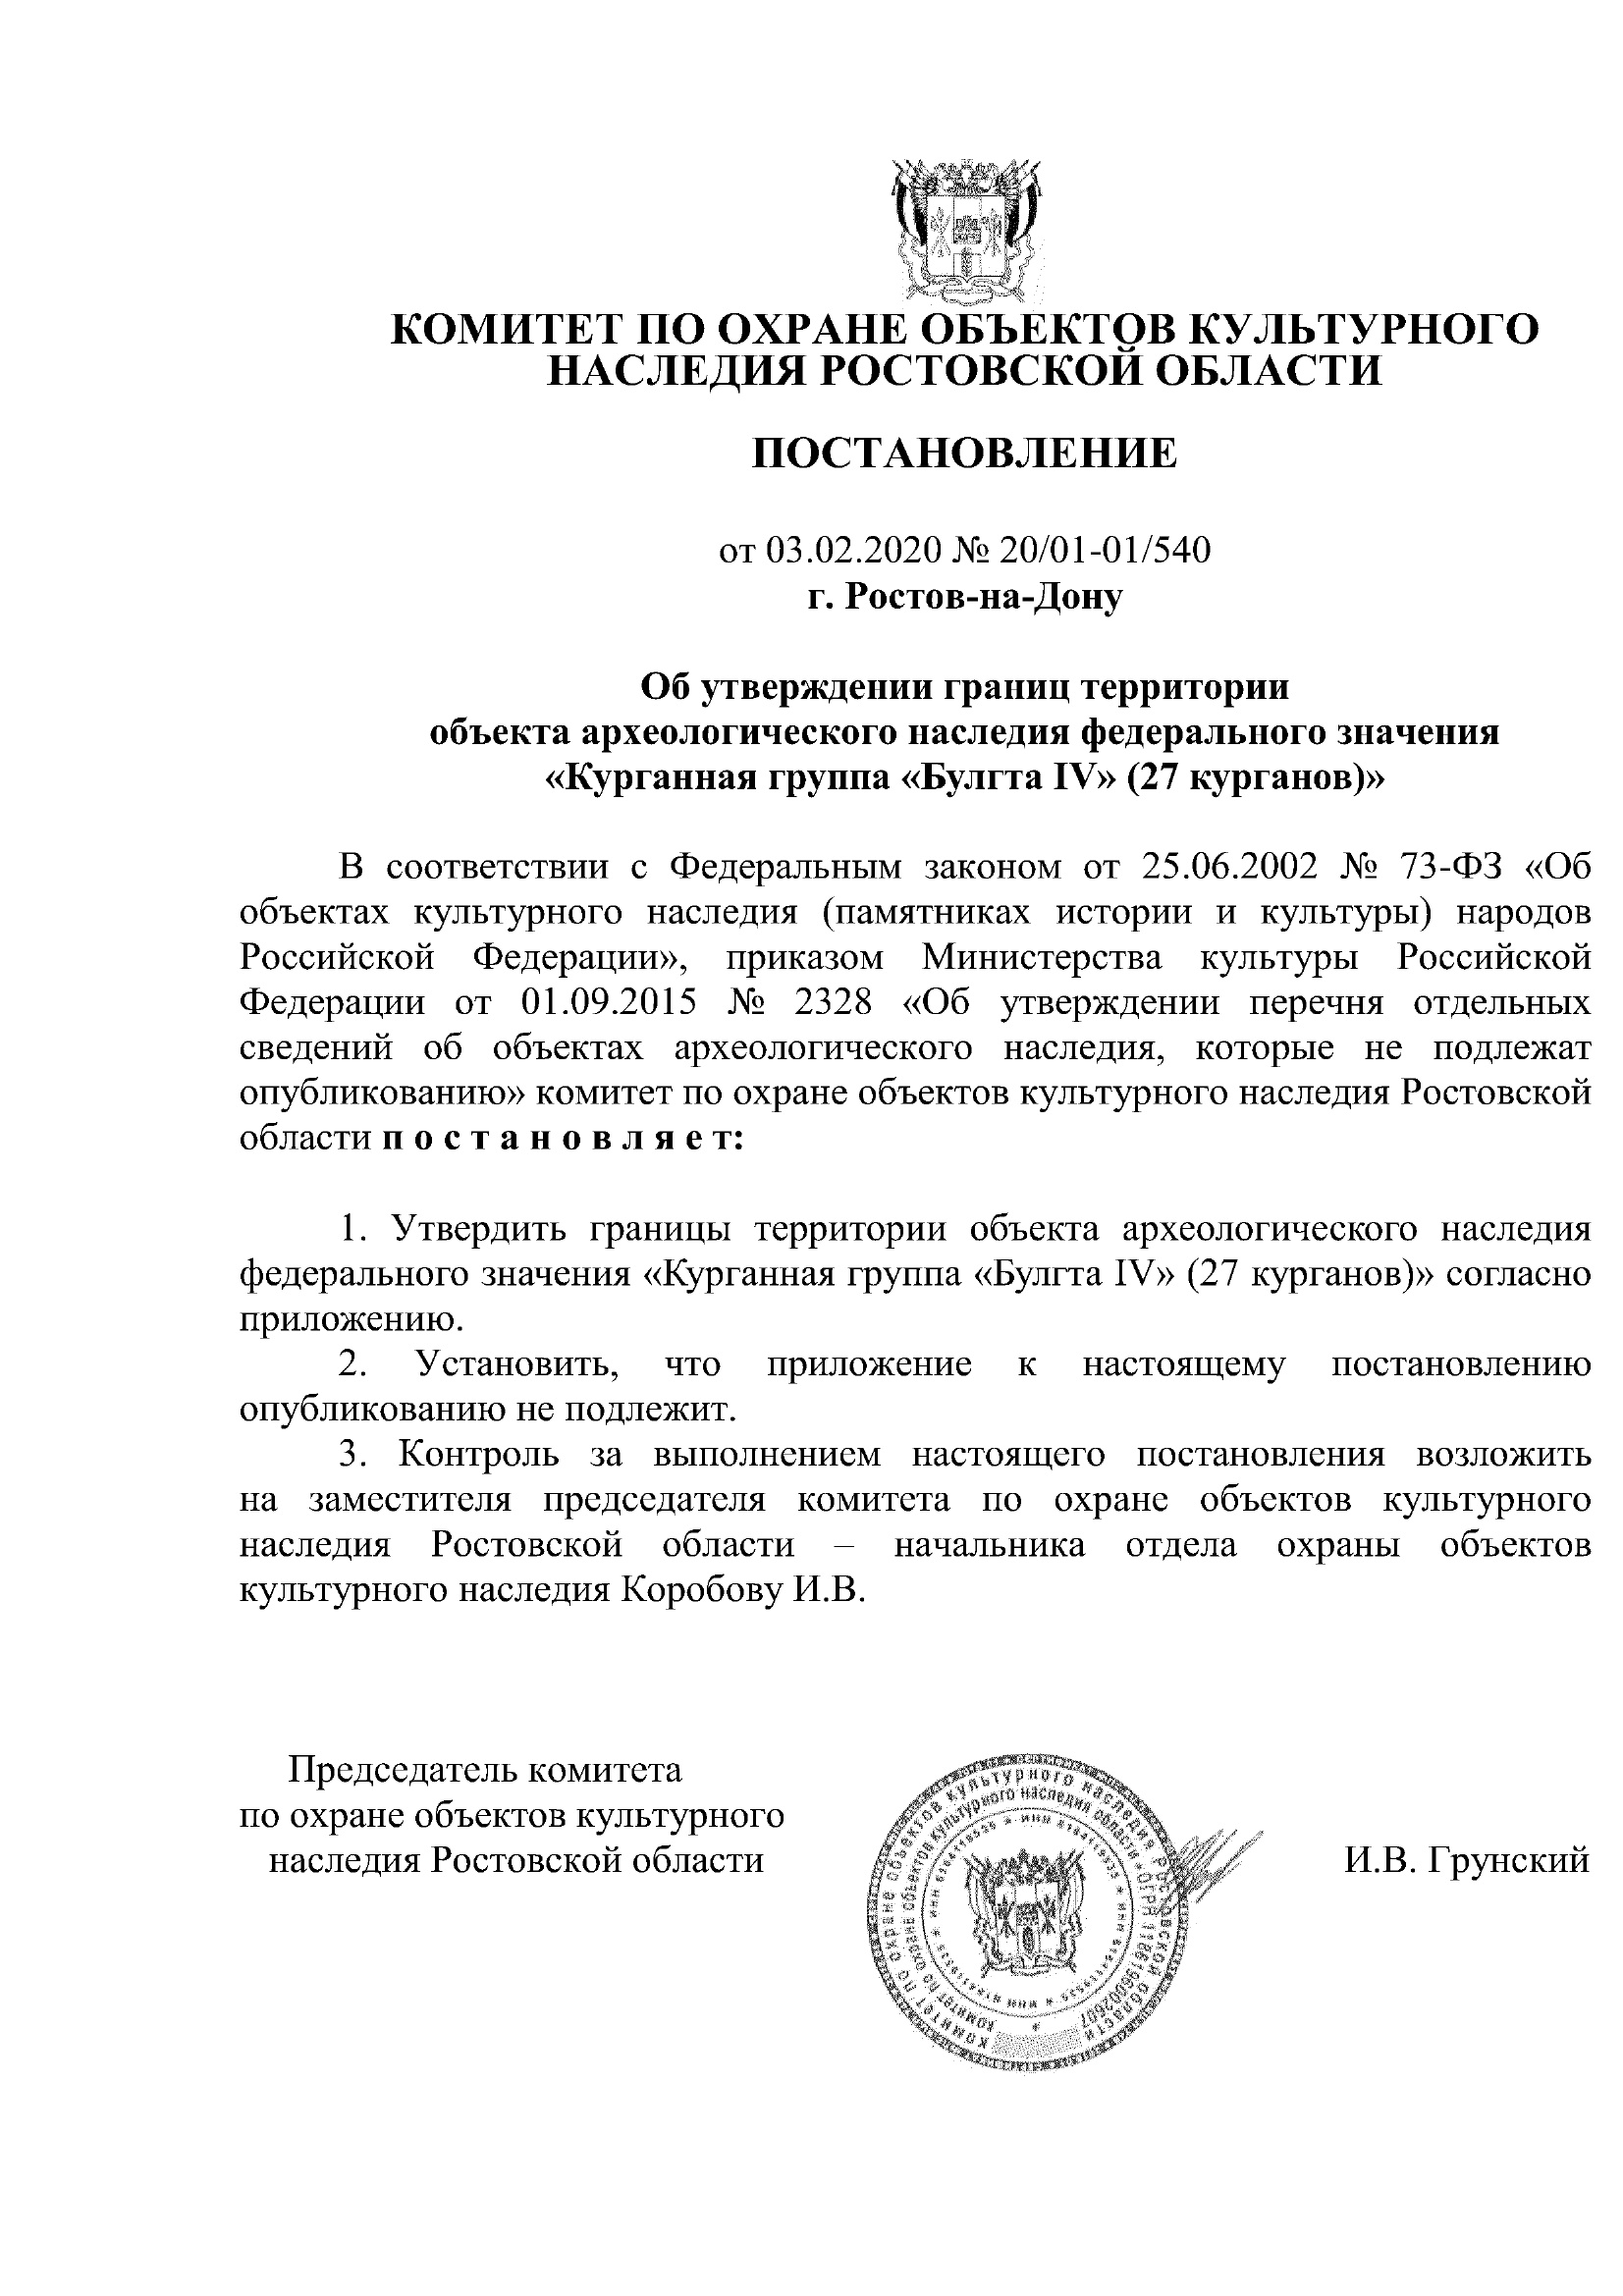 КОМИТЕТ ПО ОХРАНЕ ОБЪЕКТОВ КУЛЬТУРНОГО
НАСЛЕДИЯ РОСТОВСКОЙ ОБЛАСТИ
ПОСТАНОВЛЕНИЕ
от 03.02.2020 № 20/01-01/540
г. Ростов-на-Дону
Об утверждении границ территории
объекта археологического наследия федерального значения
«Курганная группа «Булгта IV» (27 курганов)»
В соответствии с Федеральным законом от 25.06.2002 № 73-ФЗ «Об
объектах культурного наследия (памятниках истории и культуры) народов
Российской Федерации», приказом Министерства культуры Российской
Федерации от 01.09.2015 № 2328 «Об утверждении перечня отдельных
сведений об объектах археологического наследия, которые не подлежат
опубликованию» комитет по охране объектов культурного наследия Ростовской
области п о с т а н о в л я е т:
1. Утвердить границы территории объекта археологического наследия
федерального значения «Курганная группа «Булгта IV» (27 курганов)» согласно
приложению.
2. Установить, что приложение к настоящему постановлению
опубликованию не подлежит.
3. Контроль за выполнением настоящего постановления возложить
на заместителя председателя комитета по охране объектов культурного
наследия Ростовской области – начальника отдела охраны объектов
культурного наследия Коробову И.В.
Председатель комитета
по охране объектов культурного
наследия Ростовской области
И.В. Грунский
Комитет по охране объектов культурного наследия Ростовской области
Комитет по охране объектов культурного наследия области *ОГРН 1186196002607